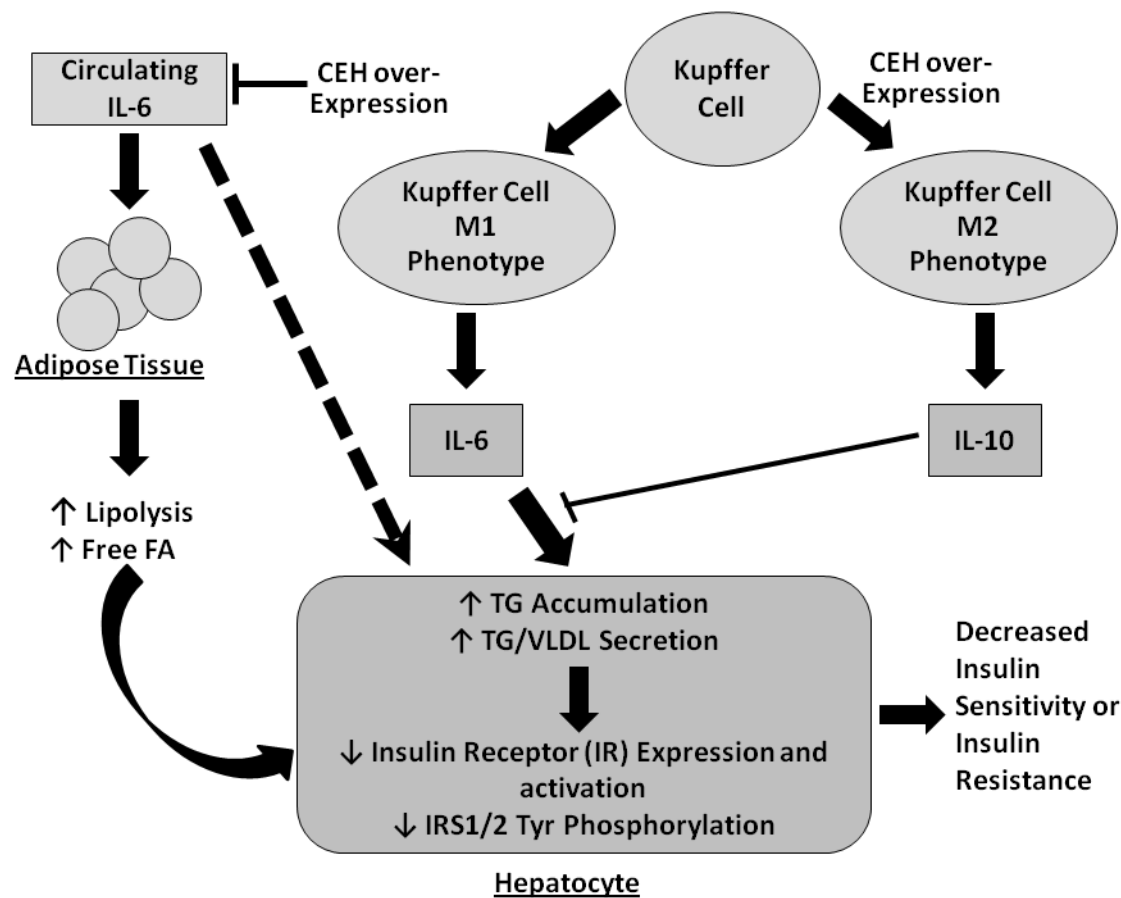 Circulating
IL-6
CEH over-
Expression
Kupffer
Cell
CEH over-
Expression
Kupffer Cell
M1
Phenotype
Kupffer Cell
M2
Phenotype
Adipose Tissue
IL-6
IL-10
↑ Lipolysis
↑ Free FA
↑ TG Accumulation
↑ TG/VLDL Secretion
↓ Insulin Receptor (IR) Expression and
activation
↓ IRS1/2 Tyr Phosphorylation
Decreased
Insulin
Sensitivity or
Insulin
Resistance
Hepatocyte